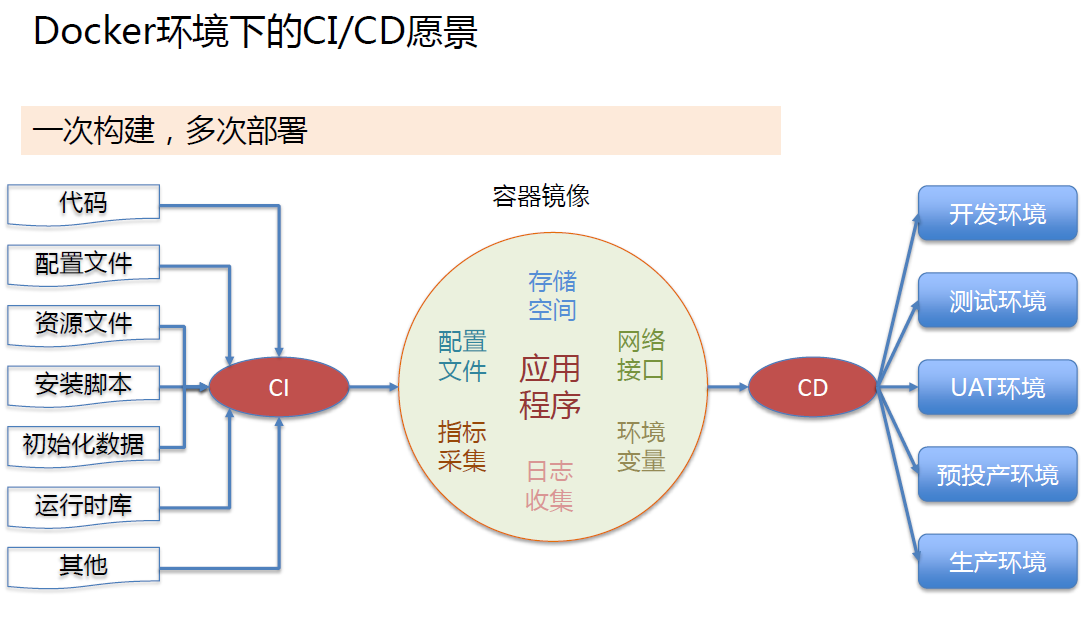 Docker环境下的CI/CD愿景
一次构建，多次部署
代码
配置文件
资源文件
安装脚本
初始化数据
运行时库
其他
CI
容器镜像
存储
空间
配置
文件
网络
接口
应用
程序
指标
采集
环境
变量
日志
收集
CD
开发环境
测试环境
UAT环境
预投产环境
生产环境